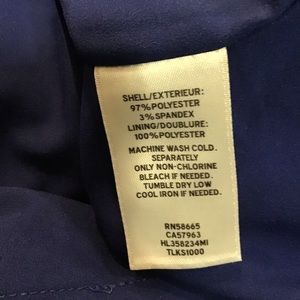 SHELL/EXTERIEUR:
97% POLYESTER
3% SPANDEX
LINING/DOUBLURE:
100% POLYESTER
MACHINE WASH COLD.
SEPARATELY
ONLY NON-CHLORINE
BLEACH IF NEEDED.
TUMBLE DRY LOW
COOL IRON IF NEEDED.
RN58665
CA57963
HL358234MI
TLKS1000